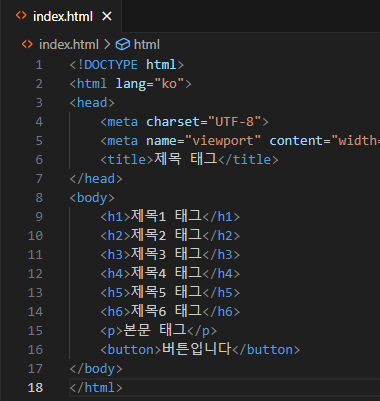 index.html ×
index.html > html
1 <!DOCTYPE html>
2 <html lang="ko">
3 <head>
4 <meta charset="UTF-8">
5 <meta name="viewport" content="width=
6 <title>제목 태그</title>
7 </head>
8 <body>
9 <h1>제목1 태그</h1>
10 <h2>제목2 태그</h2>
11 <h3>제목3 태그</h3>
12 <h4>제목4 태그</h4>
13 <h5>제목5 태그</h5>
14 <h6>제목6 태그</h6>
15 <p>본문 태그</p>
16 <button>버튼입니다</button>
17 </body>
18 </html>